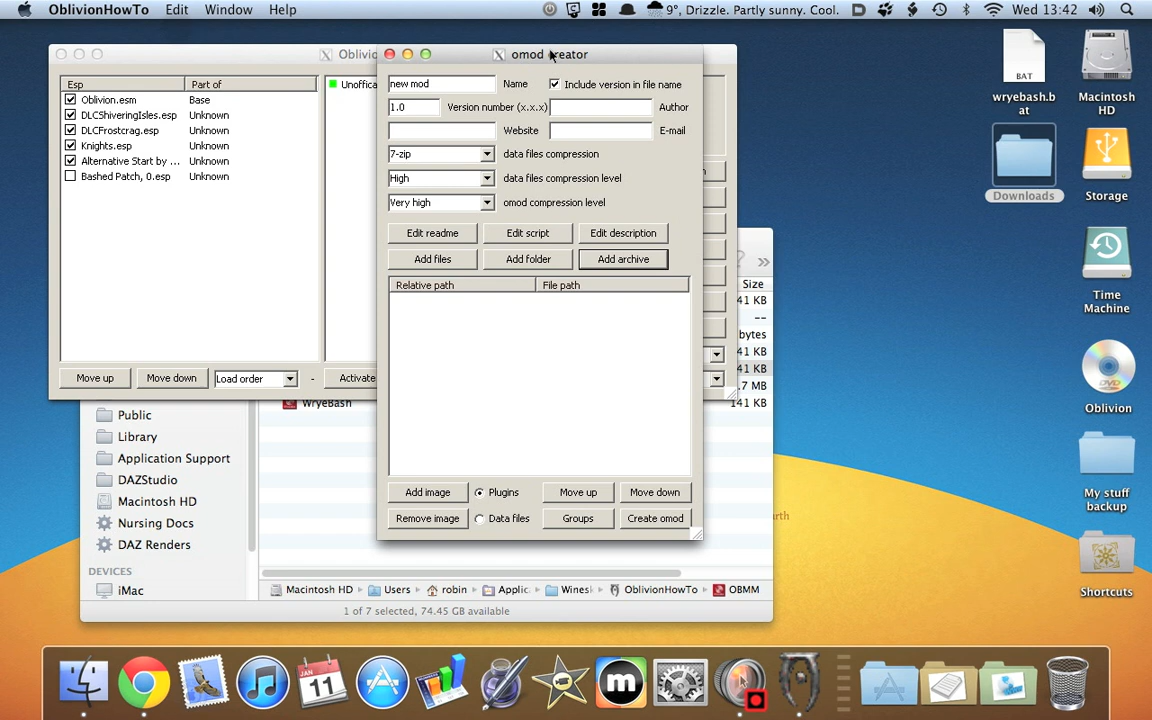 OblivionHowTo Edit Window Help 9°, Drizzle. Partly sunny. Cool. Wed 13:42
Oblivio
omod creator
Esp Part of
Oblivion.esm Base
DLCShiveringIsles.esp Unknown
DLCFrostcrag.esp Unknown
Knights.esp Unknown
Alternative Start by ... Unknown
Bashed Patch, 0.esp Unknown
Unoffica
Move up Move down Load order - Activate
new mod Name Include version in file name
1.0 Version number (x.x.x) Author
Website E-mail
7-zip data files compression
High data files compression level
Very high omod compression level
Edit readme Edit script Edit description
Add files Add folder Add archive
Relative path File path
Add image Plugins Move up Move down
Remove image Data files Groups Create omod
Size
41 KB
--
bytes
41 KB
41 KB
.7 MB
141 KB
WryeBash
Public
Library
Application Support
DAZStudio
Macintosh HD
Nursing Docs
DAZ Renders
DEVICES
iMac
Macintosh HD Users robin Applic Winesk OblivionHowTo OBMM
1 of 7 selected, 74.45 GB available
BAT
wryebash.b
at
Downloads
Macintosh
HD
Storage
Time
Machine
DVD
Oblivion
My stuff
backup
Shortcuts
11
m